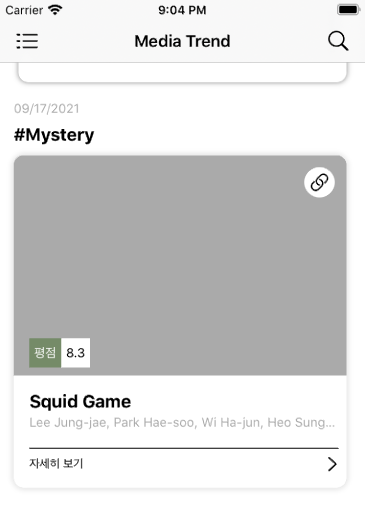 Carrier 9:04 PM
Media Trend
09/17/2021
#Mystery
평점 8.3
Squid Game
Lee Jung-jae, Park Hae-soo, Wi Ha-jun, Heo Sung...
자세히 보기